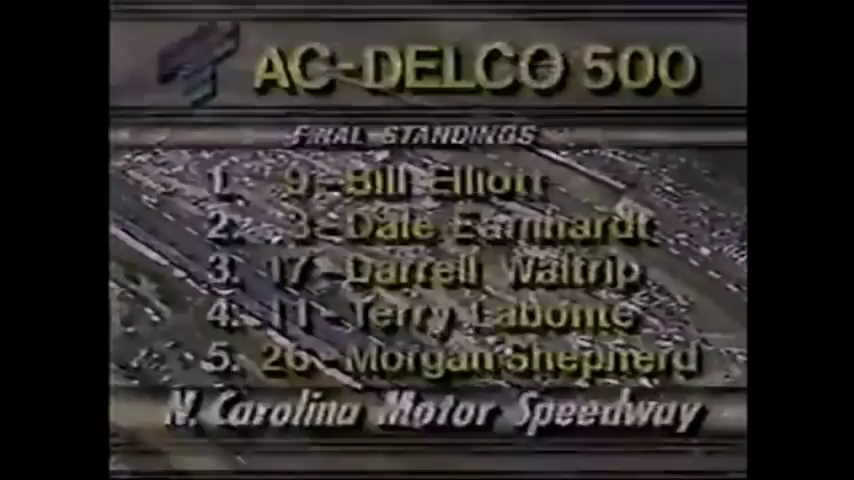 AC-DELCO 500
FINAL STANDINGS
1. 9-Bill Elliott
2. 3-Dale Earnhardt
3. 17-Darrell Waltrip
4. 11-Terry Labonte
5. 26-Morgan Shepherd
N. Carolina Motor Speedway